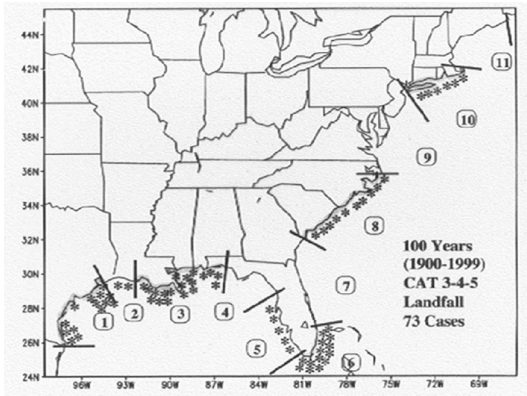 44N
42N
40N
38N
36N
34N
32N
30N
28N
26N
24N
96W
93W
90W
87W
84W
81W
78W
75W
72W
69W
1
2
3
4
5
6
7
8
9
10
11
100 Years
(1900-1999)
CAT 3-4-5
Landfall
73 Cases